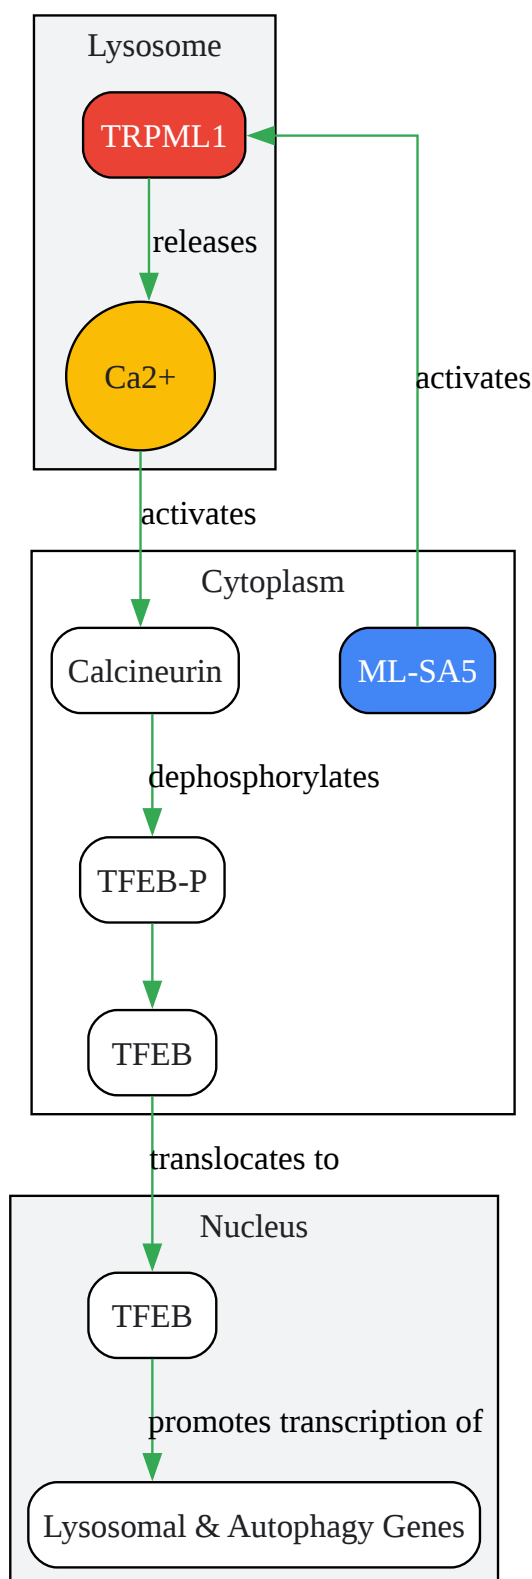 Lysosome
TRPML1
releases
Ca2+
activates
activates
Cytoplasm
Calcineurin
ML-SA5
dephosphorylates
TFEB-P
TFEB
translocates to
Nucleus
TFEB
promotes transcription of
Lysosomal & Autophagy Genes